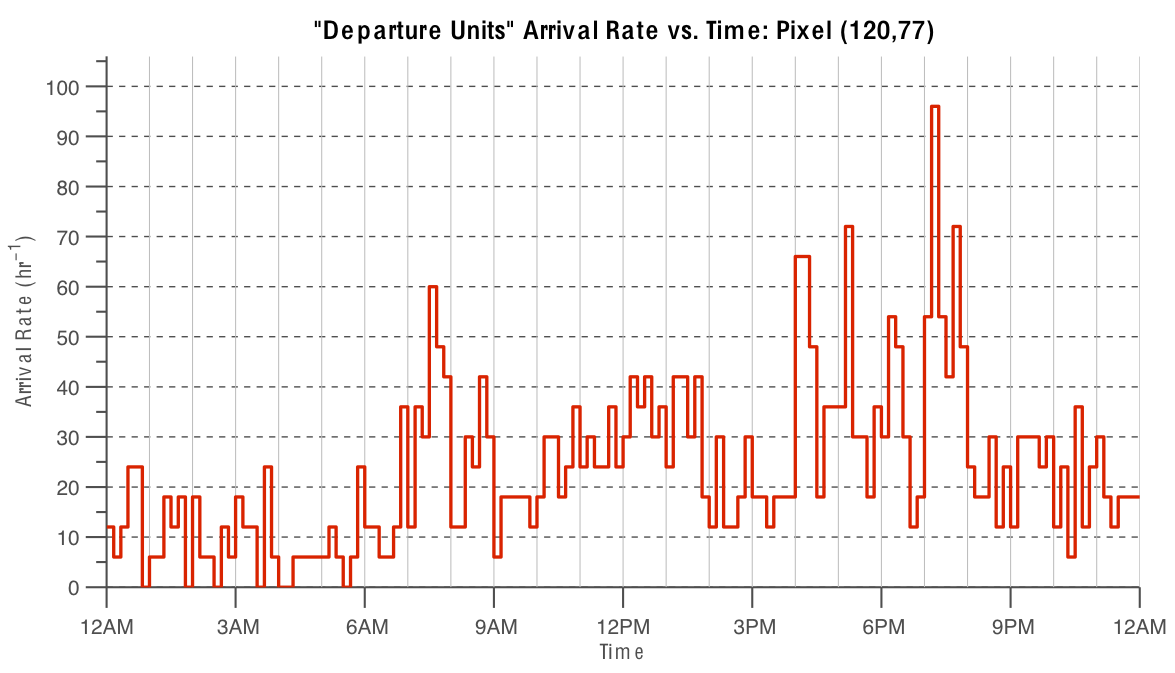 "Departure Units" Arrival Rate vs. Time: Pixel (120,77)
Arrival Rate (hr⁻¹)
100
90
80
70
60
50
40
30
20
10
0
12AM 3AM 6AM 9AM 12PM 3PM 6PM 9PM 12AM
Time